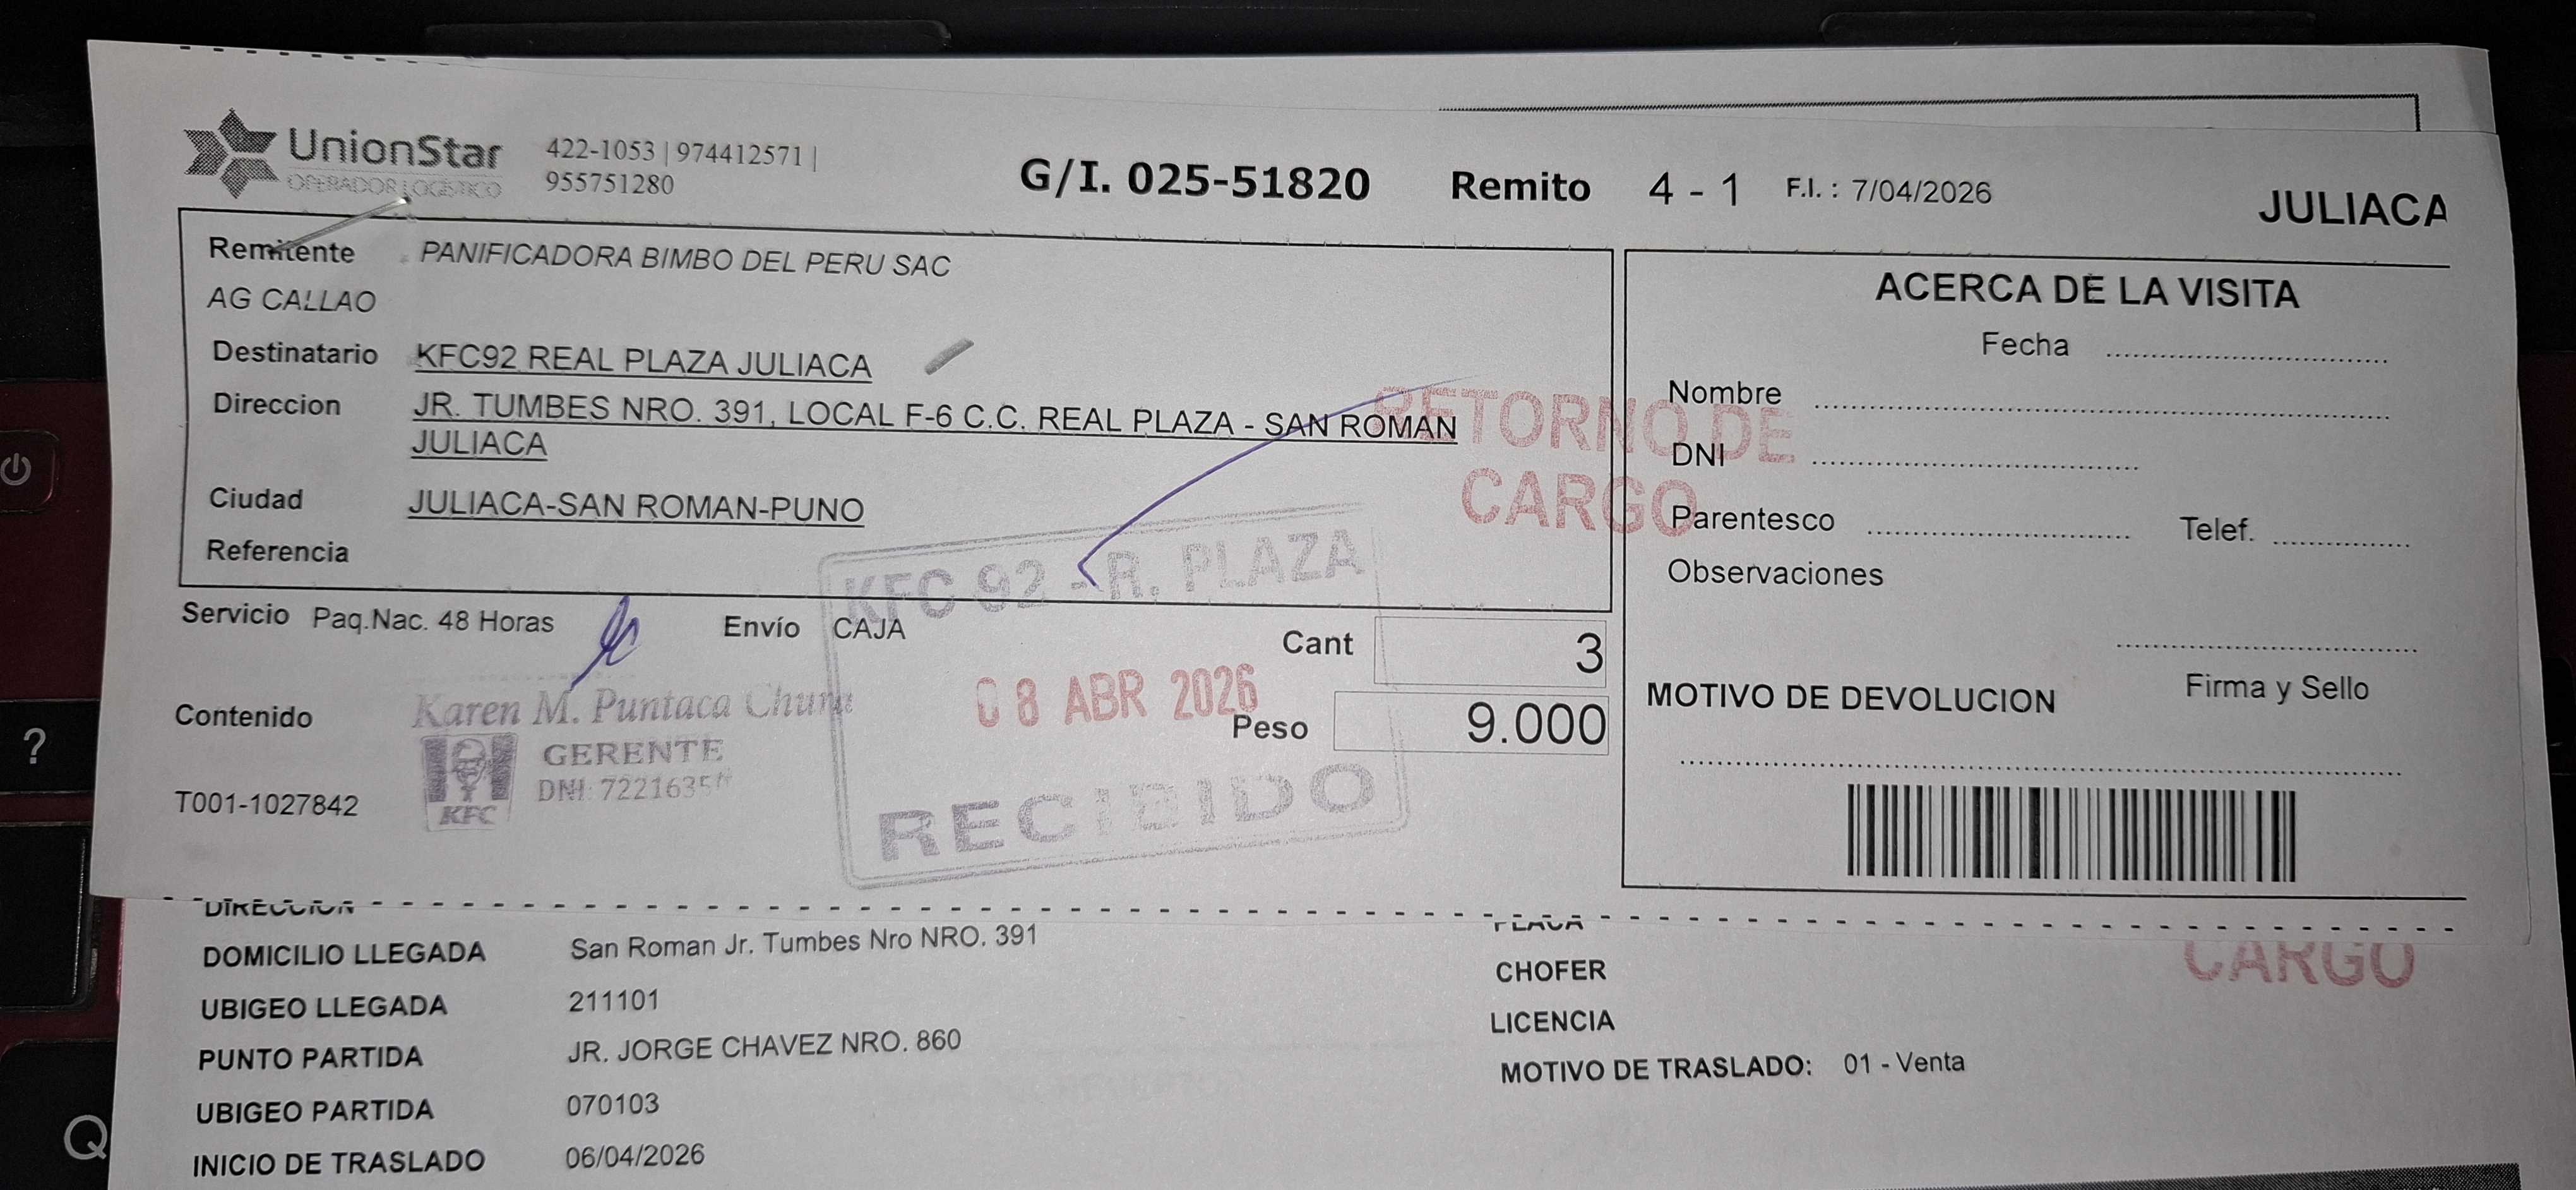 UnionStar
OPERADOR LOGISTICO
422-1053 | 974412571 |
955751280
G/I. 025-51820 Remito 4 - 1 F.I. : 7/04/2026
JULIACA
Remitente PANIFICADORA BIMBO DEL PERU SAC
AG CALLAO
Destinatario KFC92 REAL PLAZA JULIACA
Direccion JR. TUMBES NRO. 391, LOCAL F-6 C.C. REAL PLAZA - SAN ROMAN
JULIACA
Ciudad JULIACA-SAN ROMAN-PUNO
Referencia
RETORNO DE
CARGO
ACERCA DE LA VISITA
Fecha
Nombre
DNI
Parentesco Telef.
Observaciones
Firma y Sello
MOTIVO DE DEVOLUCION
Servicio Paq.Nac. 48 Horas Envío CAJA
Cant 3
Peso 9.000
Contenido
T001-1027842
Karen M. Puntaca Chura
GERENTE
DNI: 7221635
KFC
KFC 92 - R. PLAZA
08 ABR 2026
RECIBIDO
DIRECCION
DOMICILIO LLEGADA San Roman Jr. Tumbes Nro NRO. 391
UBIGEO LLEGADA 211101
PUNTO PARTIDA JR. JORGE CHAVEZ NRO. 860
UBIGEO PARTIDA 070103
INICIO DE TRASLADO 06/04/2026
PLACA
CHOFER
LICENCIA
MOTIVO DE TRASLADO: 01 - Venta
CARGO
?
Q